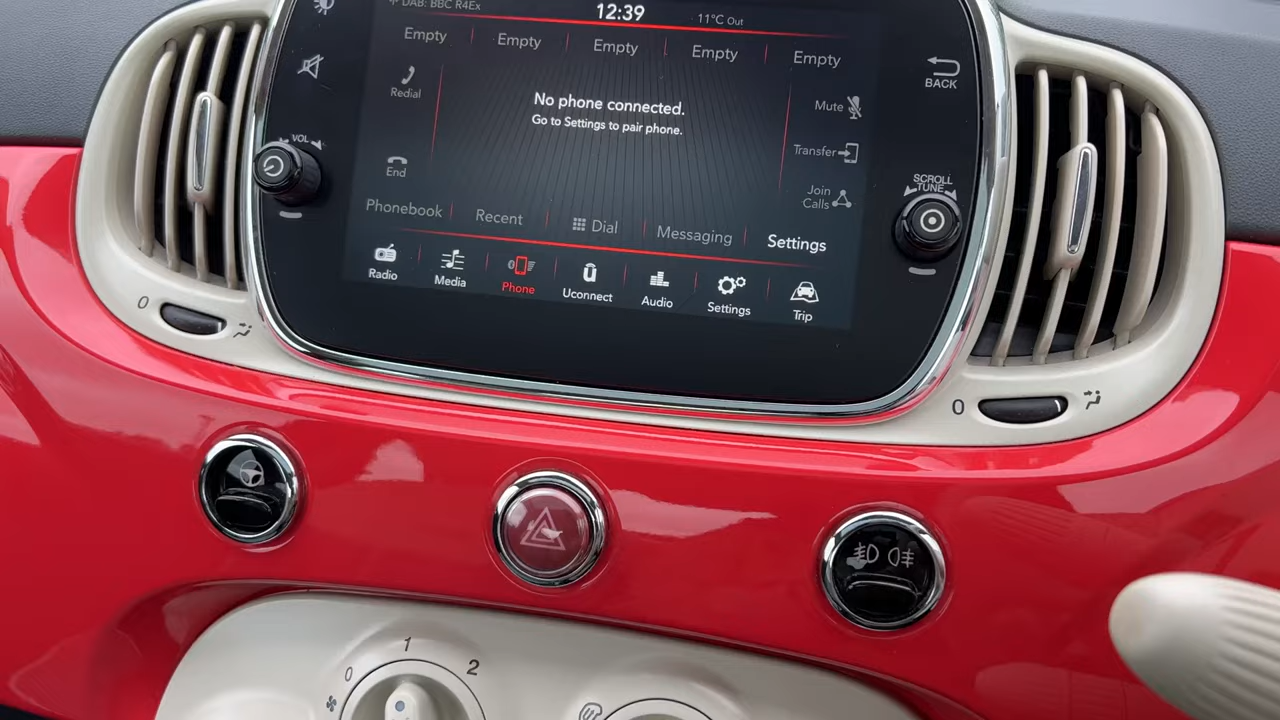 DAB: BBC R4Ex
12:39
11°C Out
Empty
Empty
Empty
Empty
Empty
Redial
No phone connected.
Go to Settings to pair phone.
Mute
BACK
VOL
End
Transfer
Join
Calls
SCROLL
TUNE
Phonebook
Recent
Dial
Messaging
Settings
Radio
Media
Phone
Uconnect
Audio
Settings
Trip
0
0
0
1
2